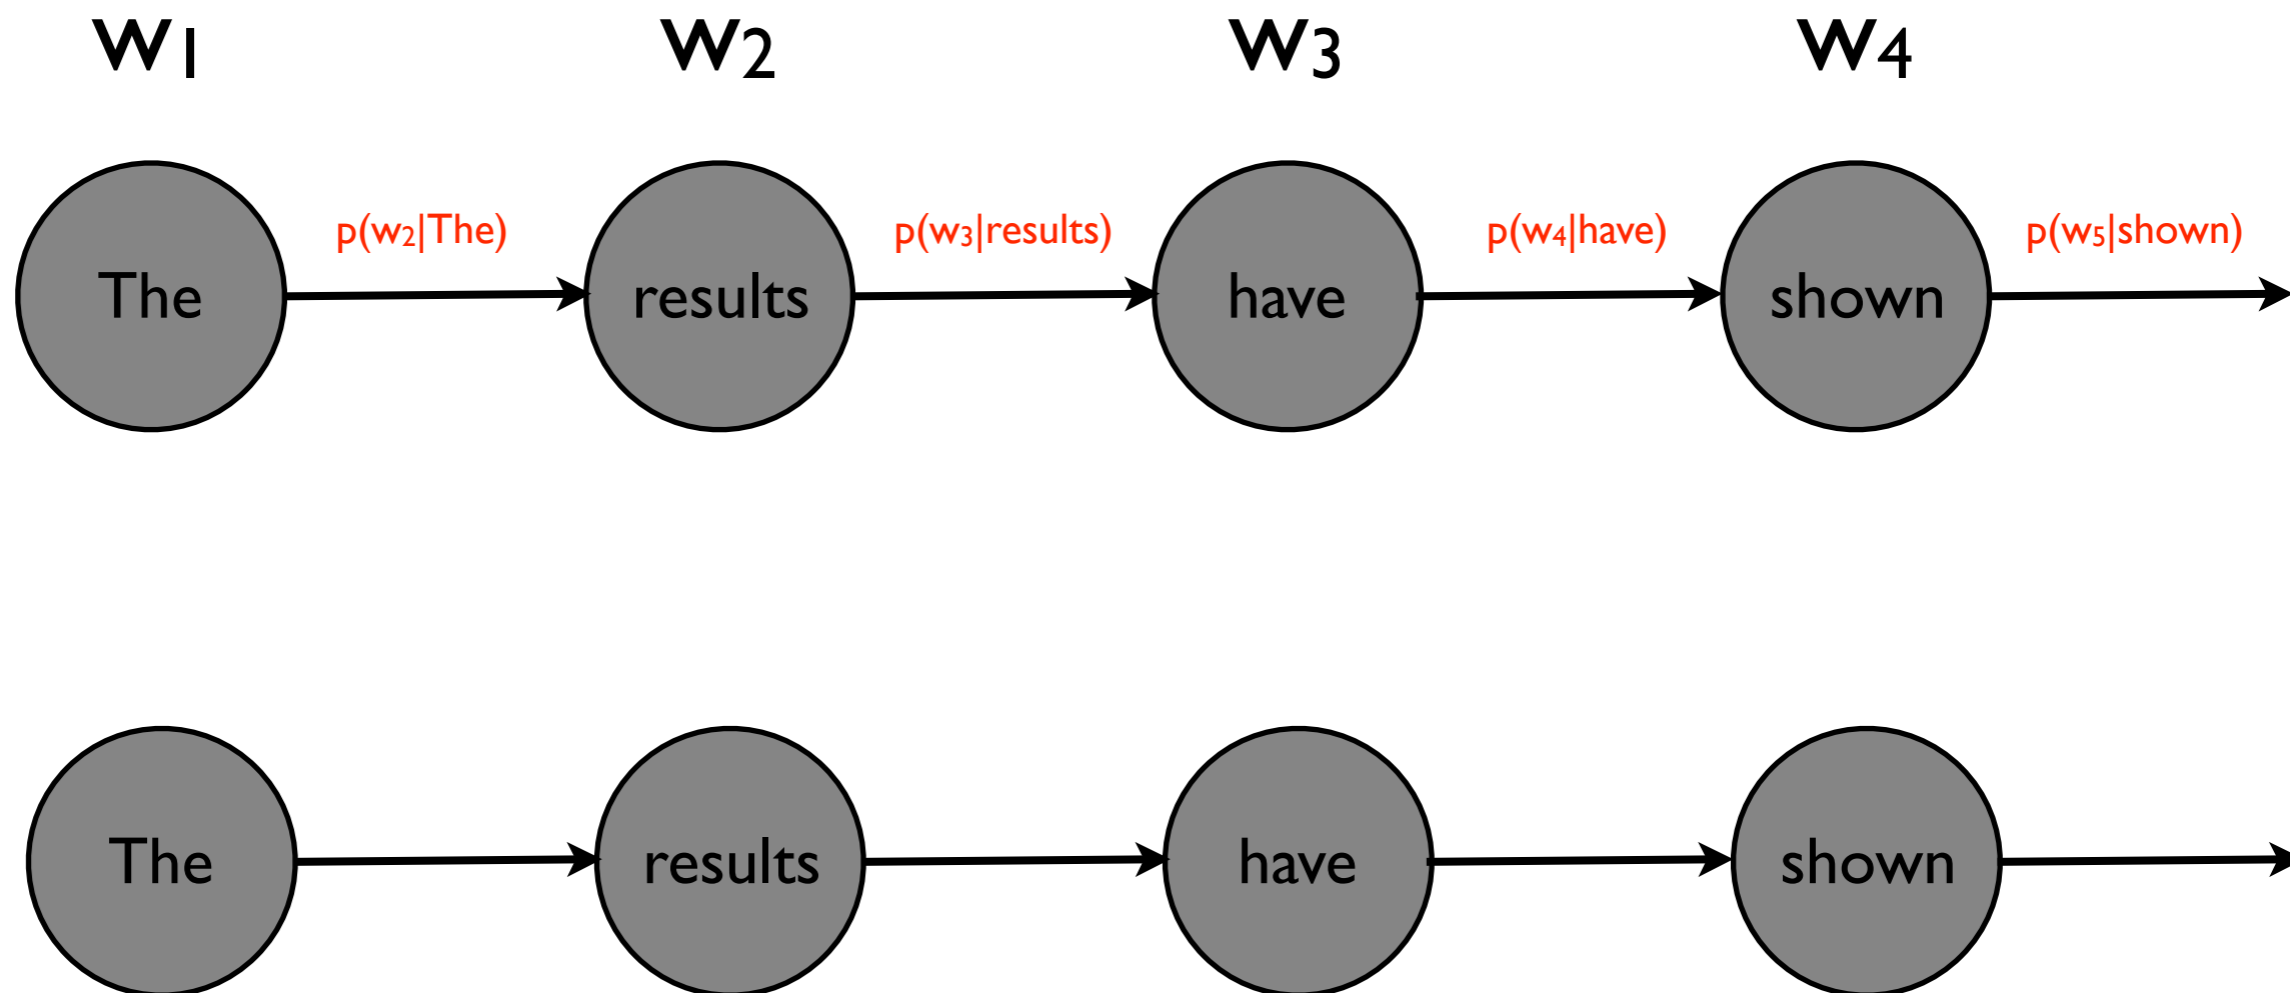 w1 w2 w3 w4
p(w2|The) p(w3|results) p(w4|have) p(w5|shown)
The results have shown
The results have shown